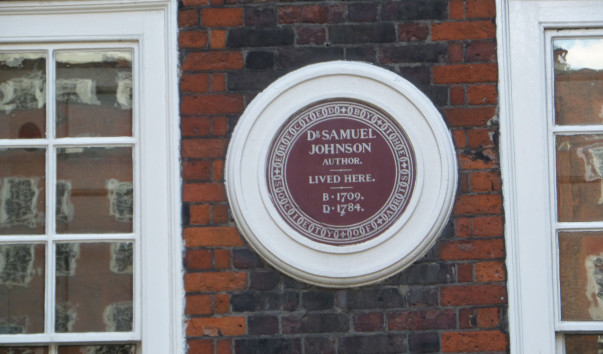 DR SAMUEL
JOHNSON
AUTHOR.
LIVED HERE.
B·1709.
D·1784.